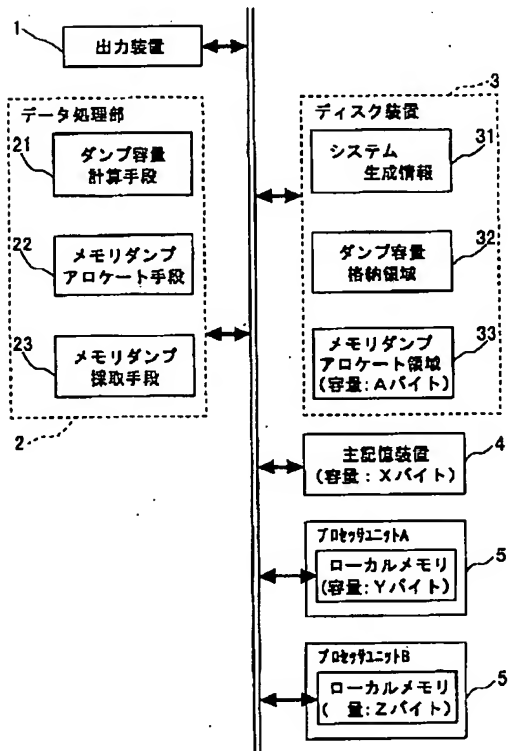 1
出力装置
データ処理部
21
ダンプ容量
計算手段
22
メモリダンプ
アロケート手段
23
メモリダンプ
採取手段
2
3
ディスク装置
31
システム
生成情報
32
ダンプ容量
格納領域
33
メモリダンプ
アロケート領域
(容量:Aバイト)
4
主記憶装置
(容量:Xバイト)
プロセッサユニットA
5
ローカルメモリ
(容量:Yバイト)
プロセッサユニットB
5
ローカルメモリ
( 量:Zバイト)